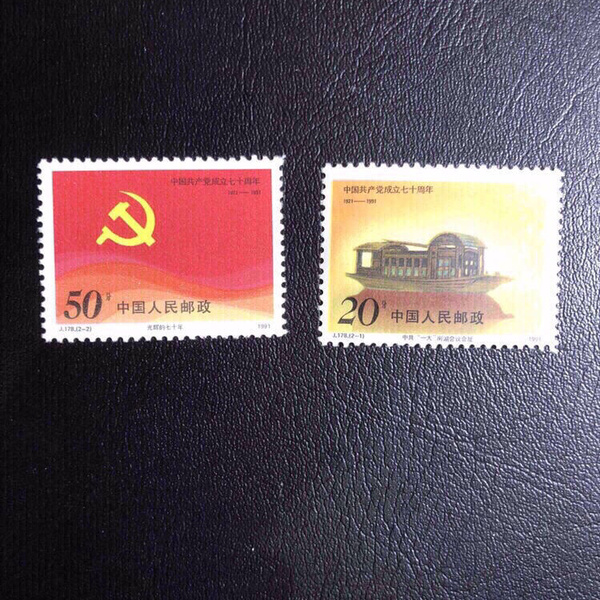 中国共产党成立七十周年
1921—1991
50分
中国人民邮政
J.178.(2-2)
光辉的七十年
1991
中国共产党成立七十周年
1921—1991
20分
中国人民邮政
J.178.(2-1)
中共“一大”南湖会议会址
1991